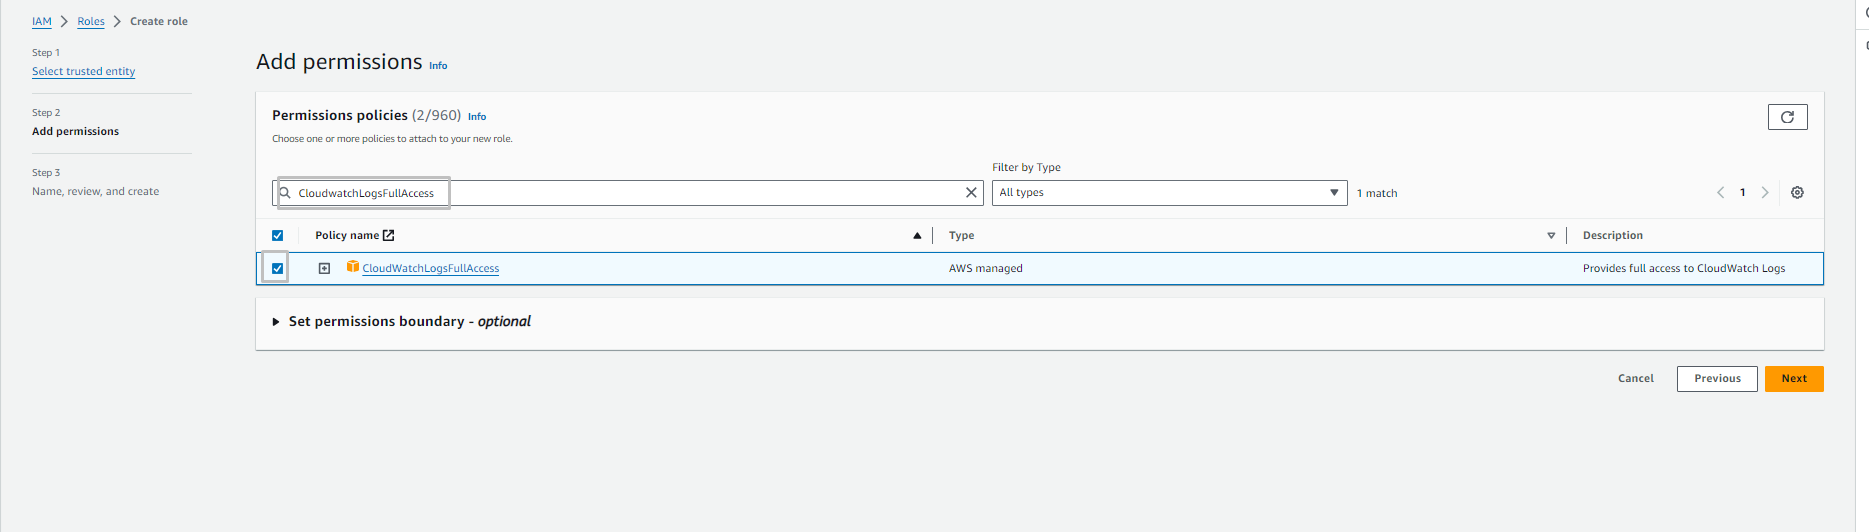 IAM > Roles > Create role
Step 1
Select trusted entity
Step 2
Add permissions
Step 3
Name, review, and create
Add permissions Info
Permissions policies (2/960) Info
Choose one or more policies to attach to your new role.
Filter by Type
CloudwatchLogsFullAccess
All types
1 match
1
Policy name
Type
Description
CloudWatchLogsFullAccess
AWS managed
Provides full access to CloudWatch Logs
Set permissions boundary - optional
Cancel
Previous
Next